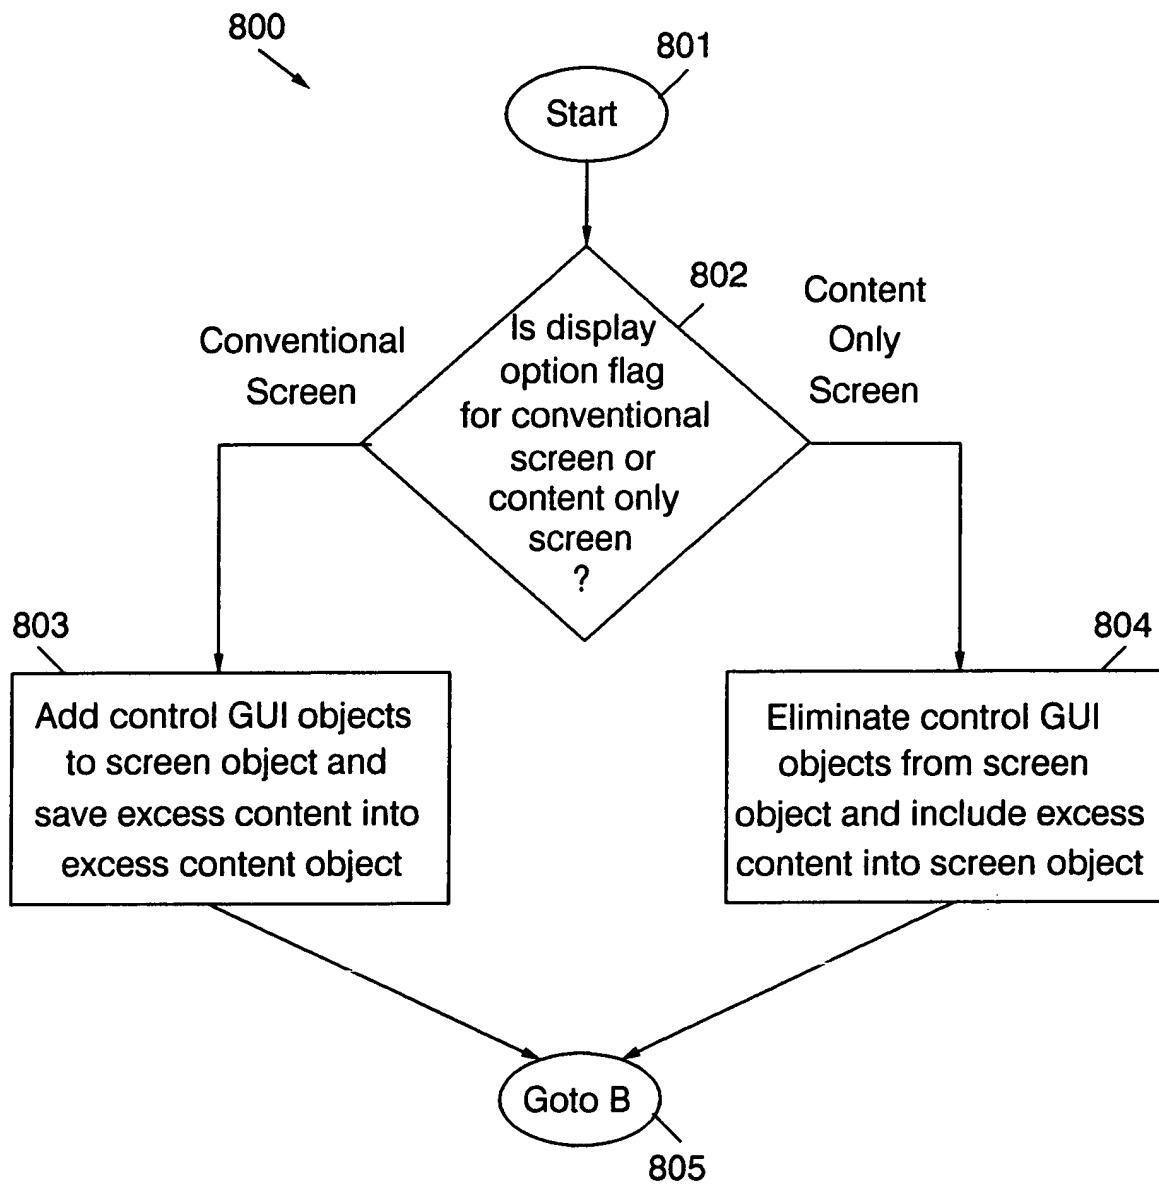 800
801
Start
802
Conventional
Screen
Is display
option flag
for conventional
screen or
content only
screen
?
Content
Only
Screen
803
Add control GUI objects
to screen object and
save excess content into
excess content object
804
Eliminate control GUI
objects from screen
object and include excess
content into screen object
Goto B
805